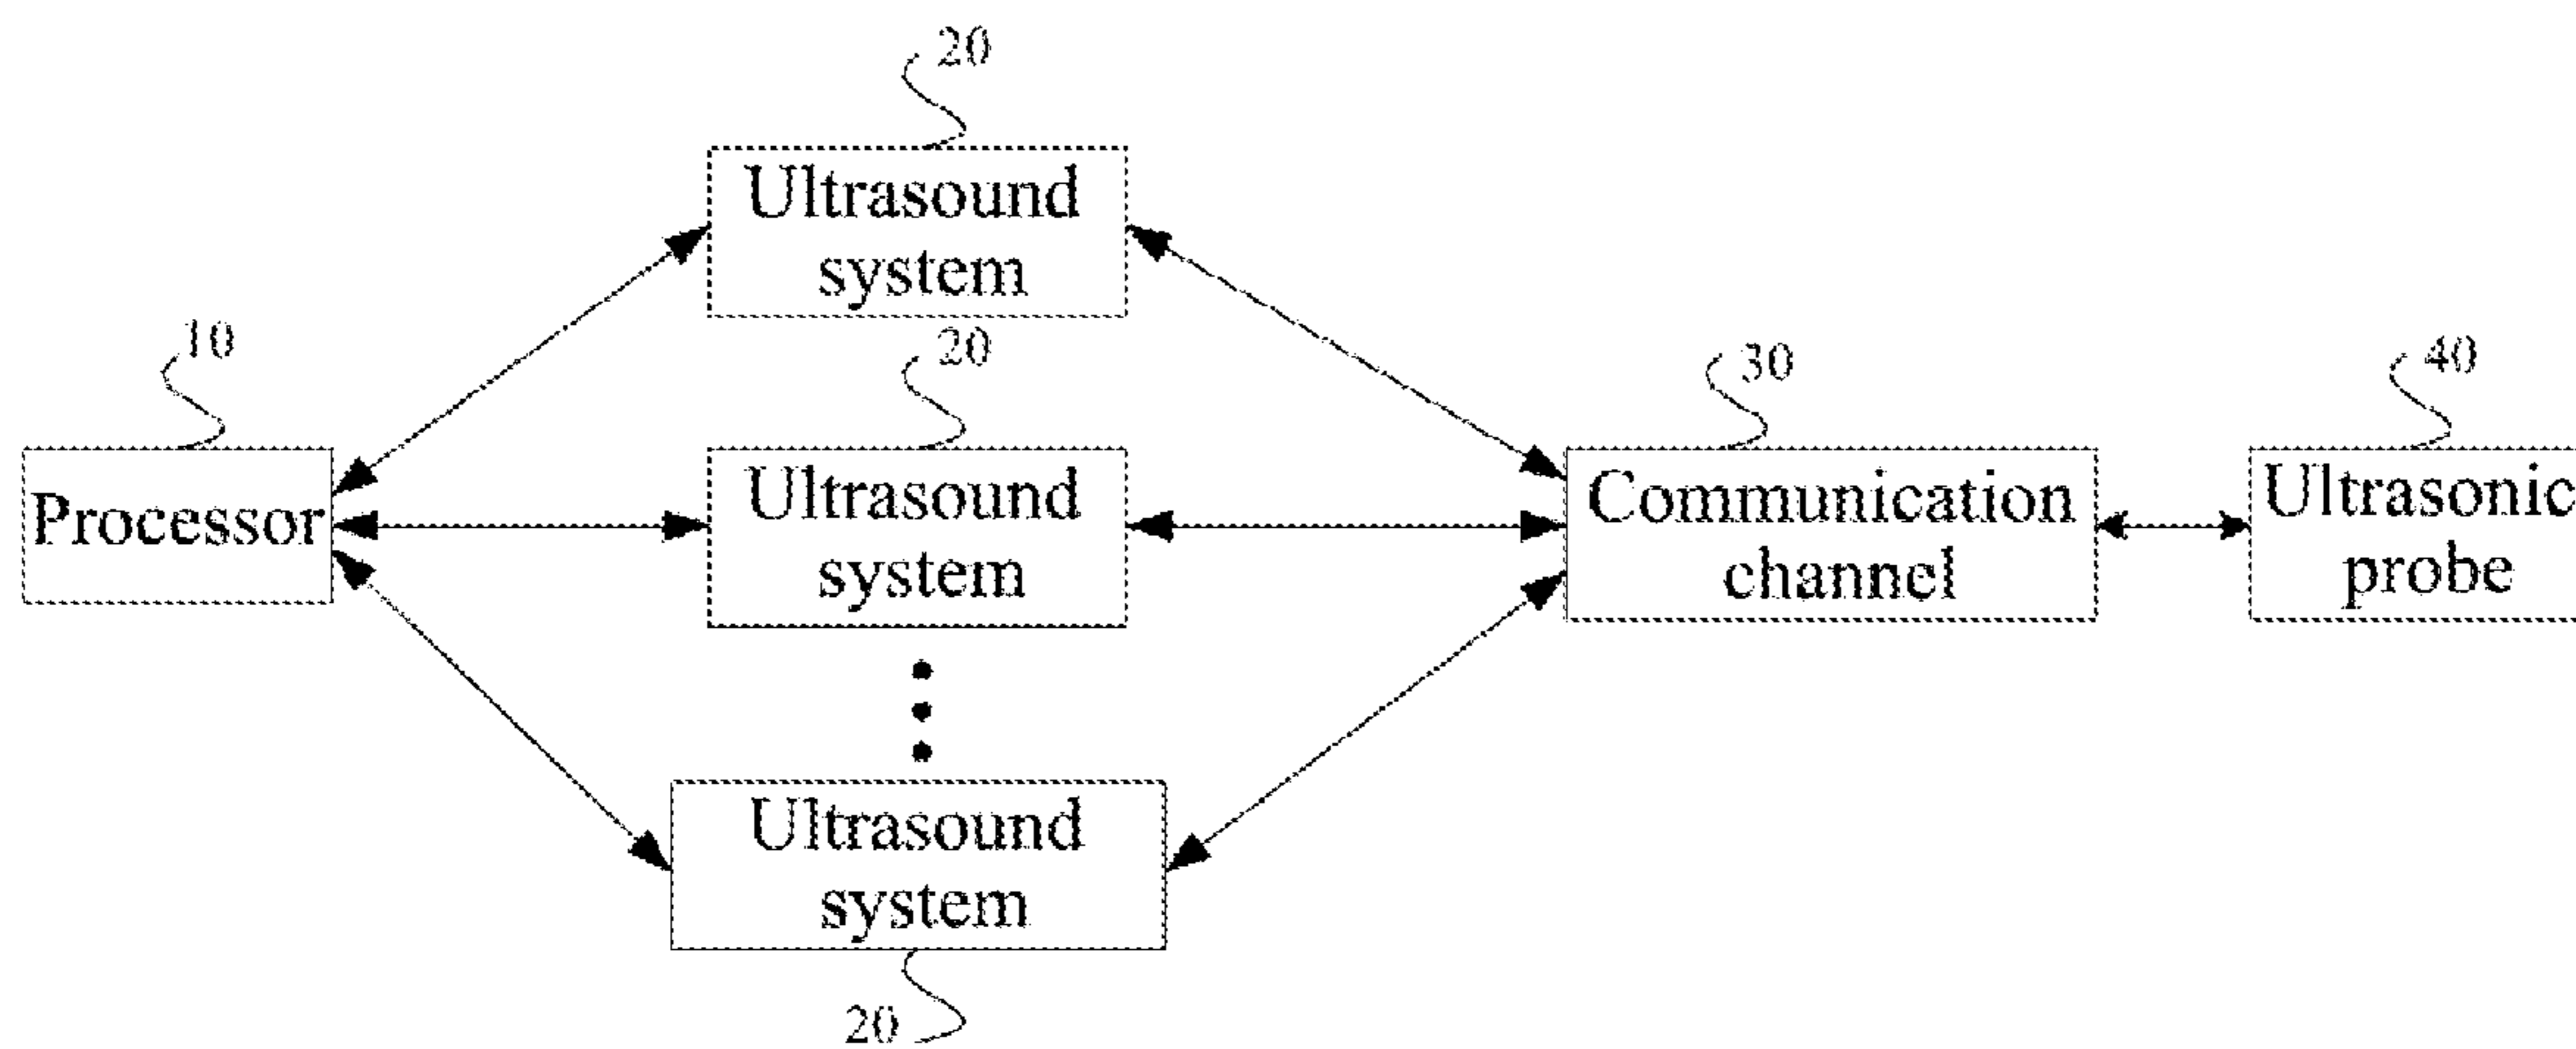 20
Ultrasound
system
10
20
30
40
Processor
Ultrasound
system
Communication
channel
Ultrasonic
probe
Ultrasound
system
20